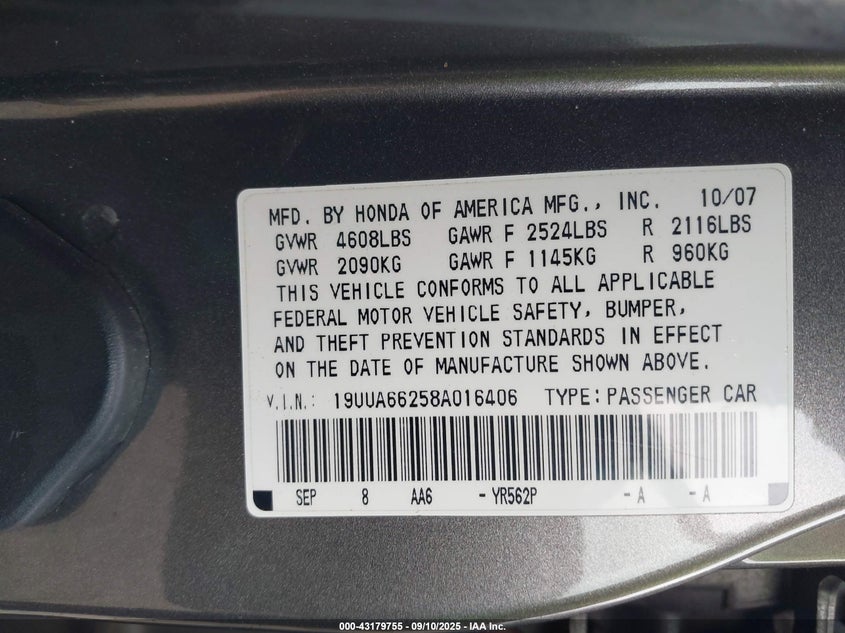 MFD. BY HONDA OF AMERICA MFG., INC. 10/07
GVWR 4608LBS GAWR F 2524LBS R 2116LBS
GVWR 2090KG GAWR F 1145KG R 960KG
THIS VEHICLE CONFORMS TO ALL APPLICABLE
FEDERAL MOTOR VEHICLE SAFETY, BUMPER,
AND THEFT PREVENTION STANDARDS IN EFFECT
ON THE DATE OF MANUFACTURE SHOWN ABOVE.
V.I.N.: 19UUA66258A016406 TYPE: PASSENGER CAR
SEP 8 AA6 -YR562P -A -A
000-43179755 - 09/10/2025 - IAA Inc.